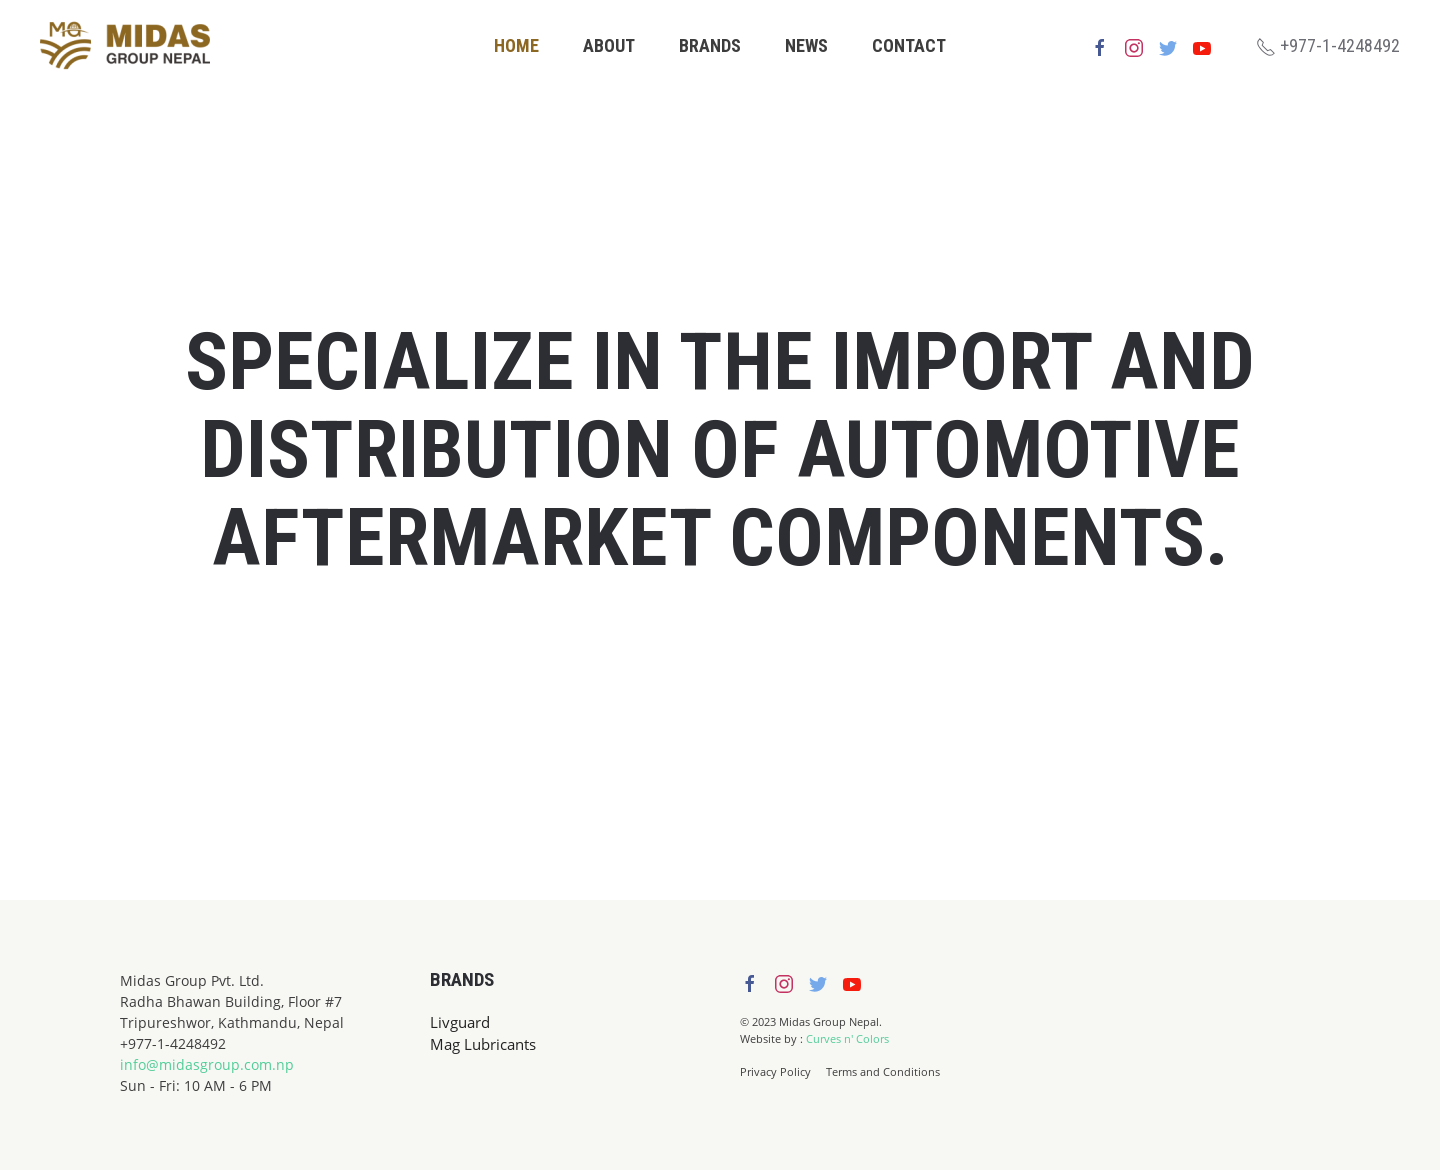 MG MIDAS
GROUP NEPAL
HOME ABOUT BRANDS NEWS CONTACT
+977-1-4248492
SPECIALIZE IN THE IMPORT AND
DISTRIBUTION OF AUTOMOTIVE
AFTERMARKET COMPONENTS.
Midas Group Pvt. Ltd.
Radha Bhawan Building, Floor #7
Tripureshwor, Kathmandu, Nepal
+977-1-4248492
info@midasgroup.com.np
Sun - Fri: 10 AM - 6 PM
BRANDS
Livguard
Mag Lubricants
© 2023 Midas Group Nepal.
Website by : Curves n' Colors
Privacy Policy Terms and Conditions